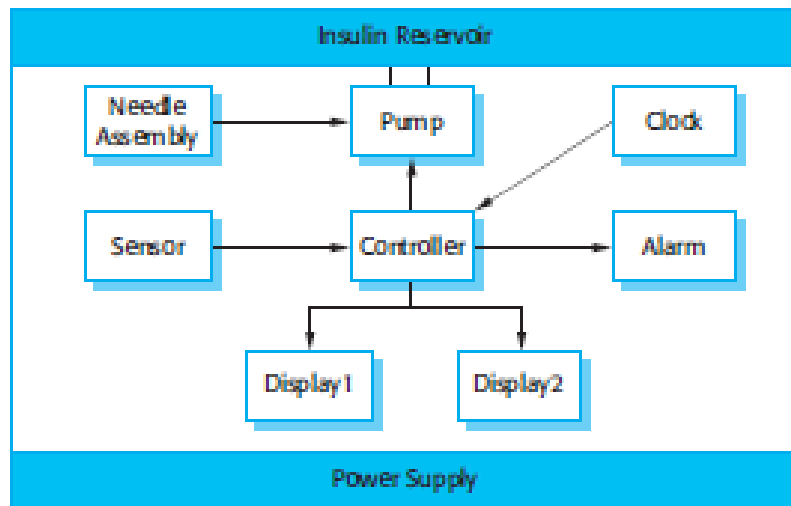 Insulin Reservoir
Needle
Assembly
Pump
Clock
Sensor
Controller
Alarm
Display1
Display2
Power Supply